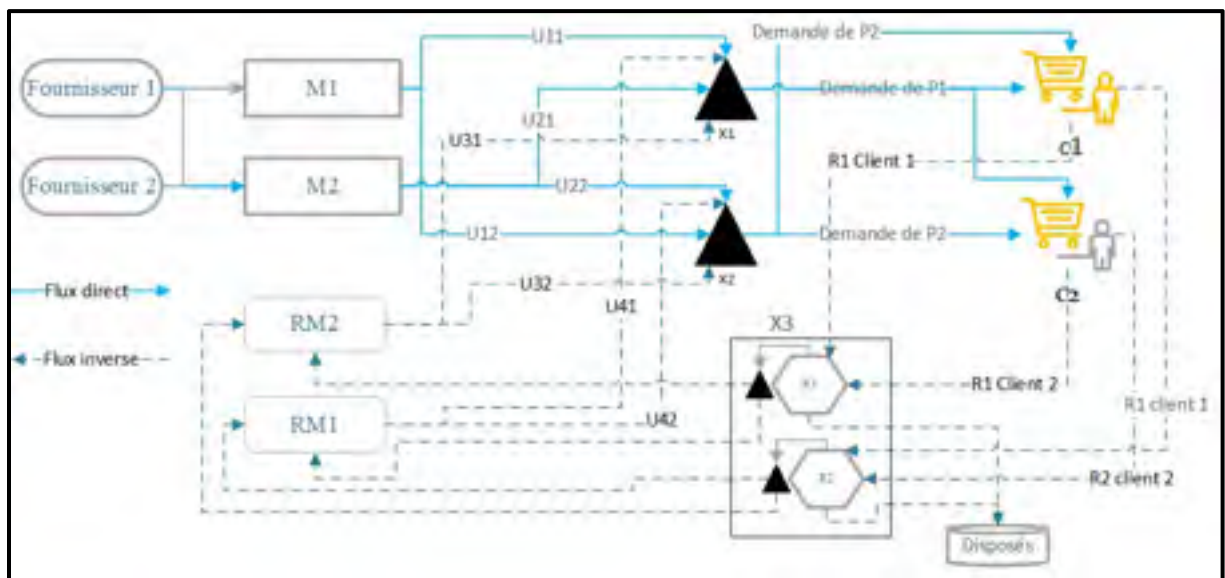 U11
Demande de P2
Fournisseur 1
M1
Demande de P1
U21
X1
U31
C1
R1 Client 1
Fournisseur 2
M2
U22
U12
Demande de P2
X2
C2
Flux direct
U32
U41
RM2
X3
Flux inverse
R1 Client 2
R1 client 1
RM1
U42
R2 client 2
Disposés